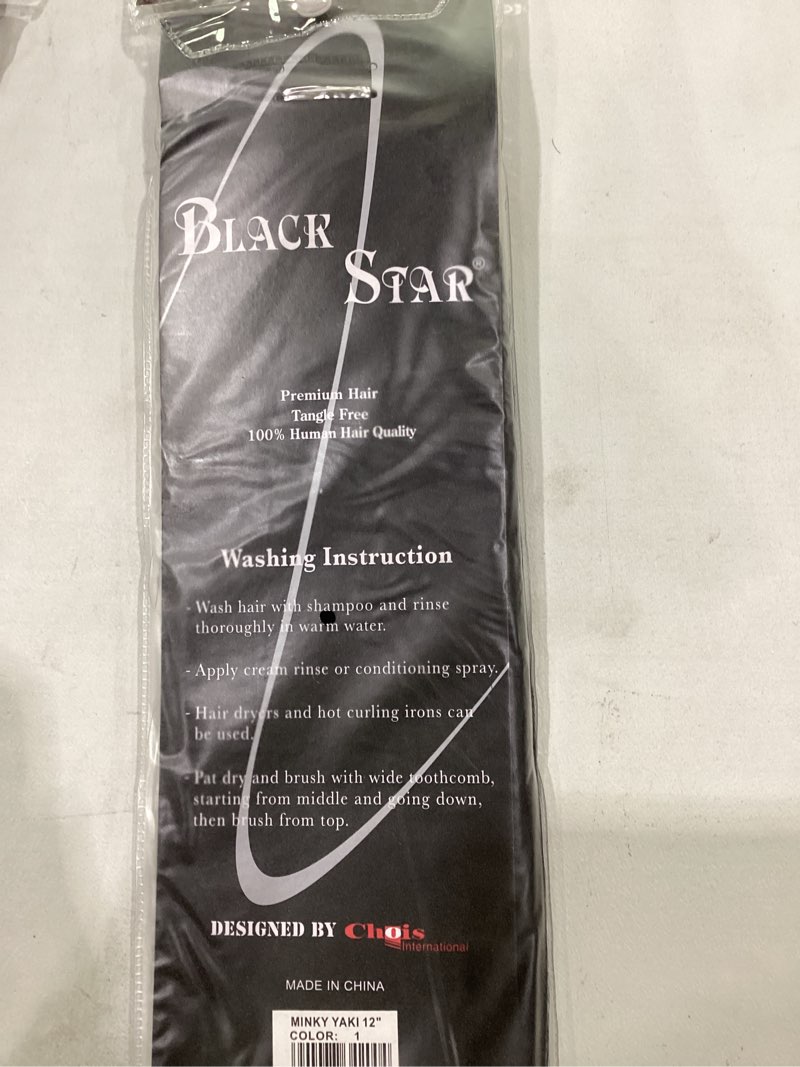 BLACK
STAR®
Premium Hair
Tangle Free
100% Human Hair Quality
Washing Instruction
- Wash hair with shampoo and rinse
thoroughly in warm water.
- Apply cream rinse or conditioning spray.
- Hair dryers and hot curling irons can
be used.
- Pat dry and brush with wide toothcomb,
starting from middle and going down,
then brush from top.
DESIGNED BY Chois
International
MADE IN CHINA
MINKY YAKI 12"
COLOR: 1